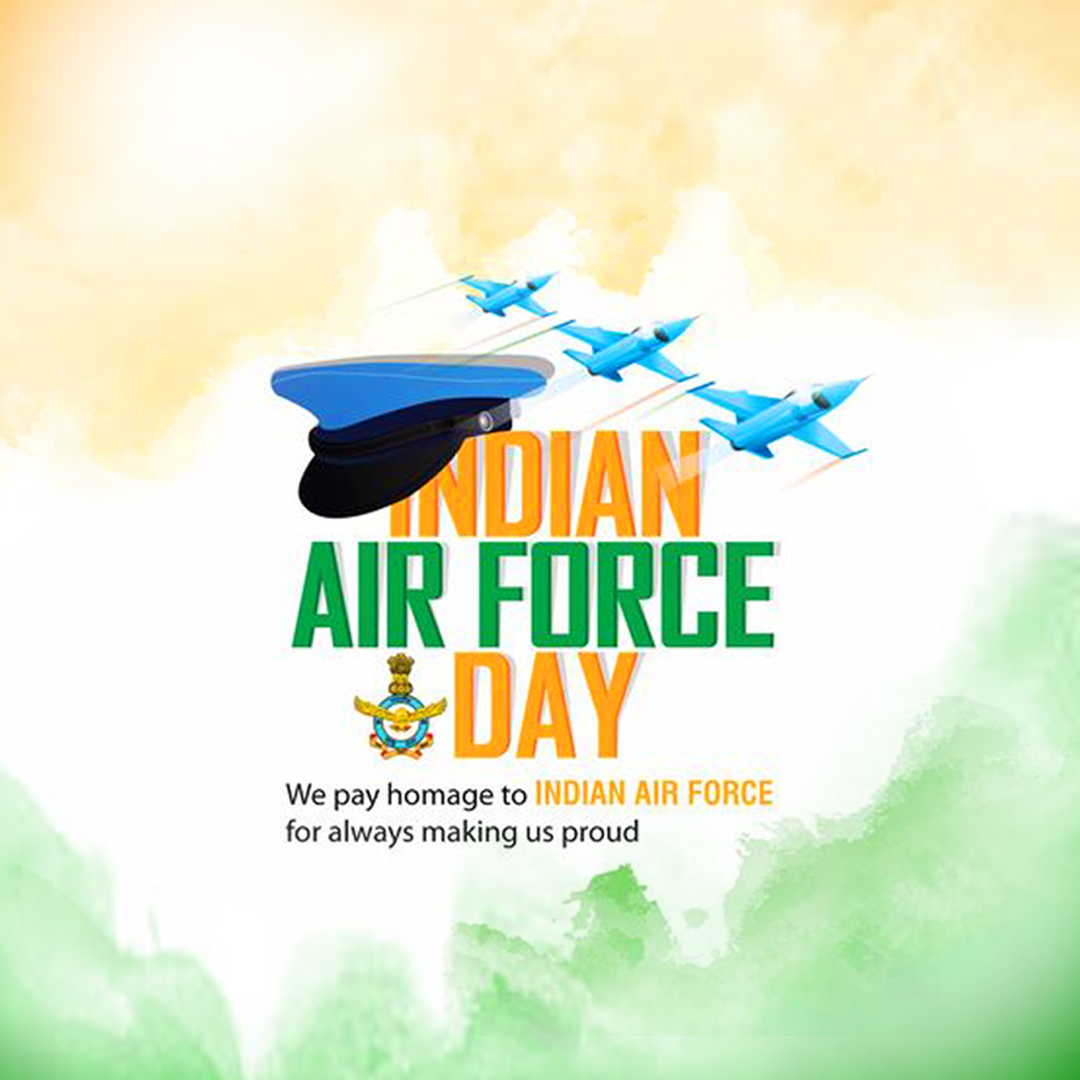 INDIAN
AIR FORCE
DAY
We pay homage to INDIAN AIR FORCE
for always making us proud